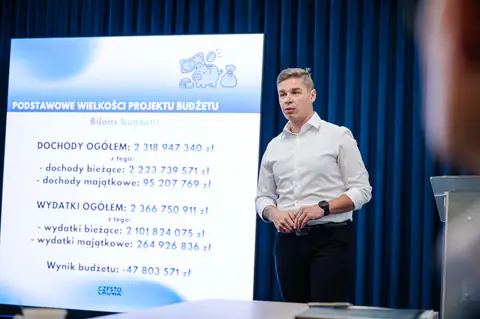 PODSTAWOWE WIELKOŚCI PROJEKTU BUDŻETU
Bilans budżetu
DOCHODY OGÓŁEM: 2 318 947 340 zł
z tego:
- dochody bieżące: 2 223 739 571 zł
- dochody majątkowe: 95 207 769 zł
WYDATKI OGÓŁEM: 2 366 750 911 zł
z tego:
- wydatki bieżące: 2 101 824 075 zł
- wydatki majątkowe: 264 926 836 zł
Wynik budżetu: -47 803 571 zł
CZĘSTO
CHOWA